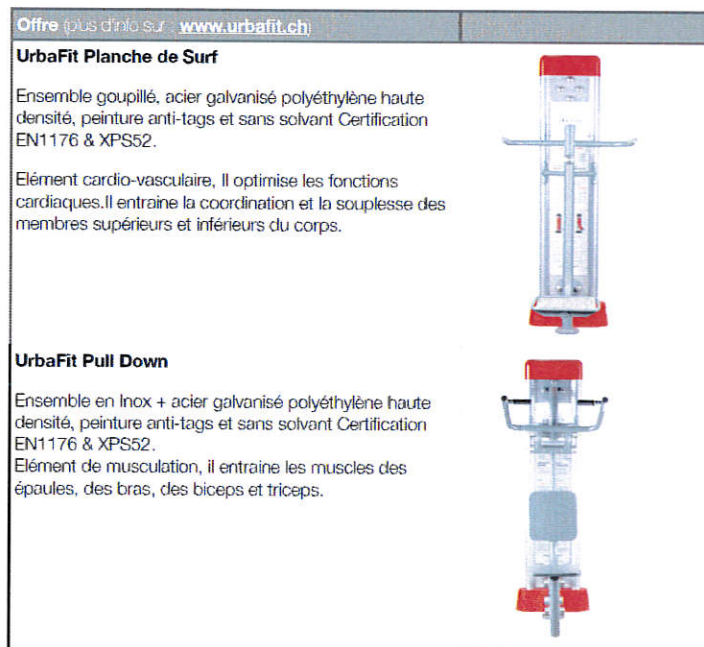 Offre (plus d'info sur : www.urbafit.ch)
UrbaFit Planche de Surf
Ensemble goupillé, acier galvanisé polyéthylène haute
densité, peinture anti-tags et sans solvant Certification
EN1176 & XPS52.
Elément cardio-vasculaire, Il optimise les fonctions
cardiaques.Il entraine la coordination et la souplesse des
membres supérieurs et inférieurs du corps.
UrbaFit Pull Down
Ensemble en Inox + acier galvanisé polyéthylène haute
densité, peinture anti-tags et sans solvant Certification
EN1176 & XPS52.
Elément de musculation, il entraine les muscles des
épaules, des bras, des biceps et triceps.